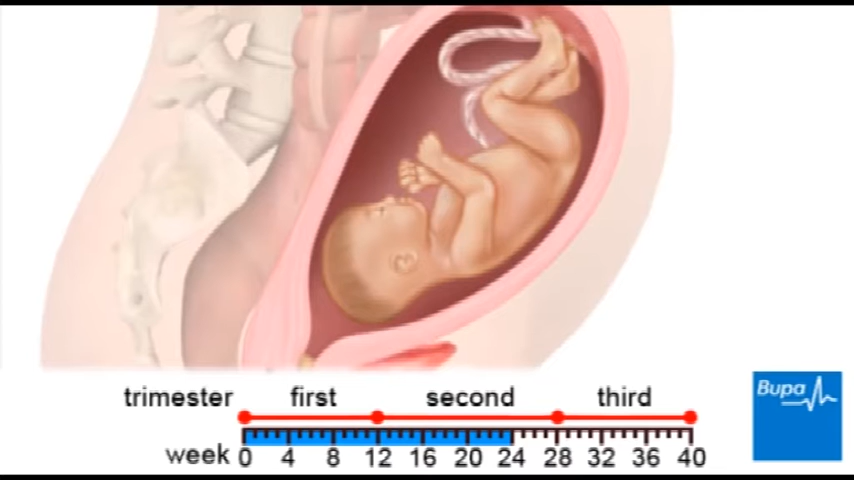 trimester first second third
week 0 4 8 12 16 20 24 28 32 36 40
Bupa